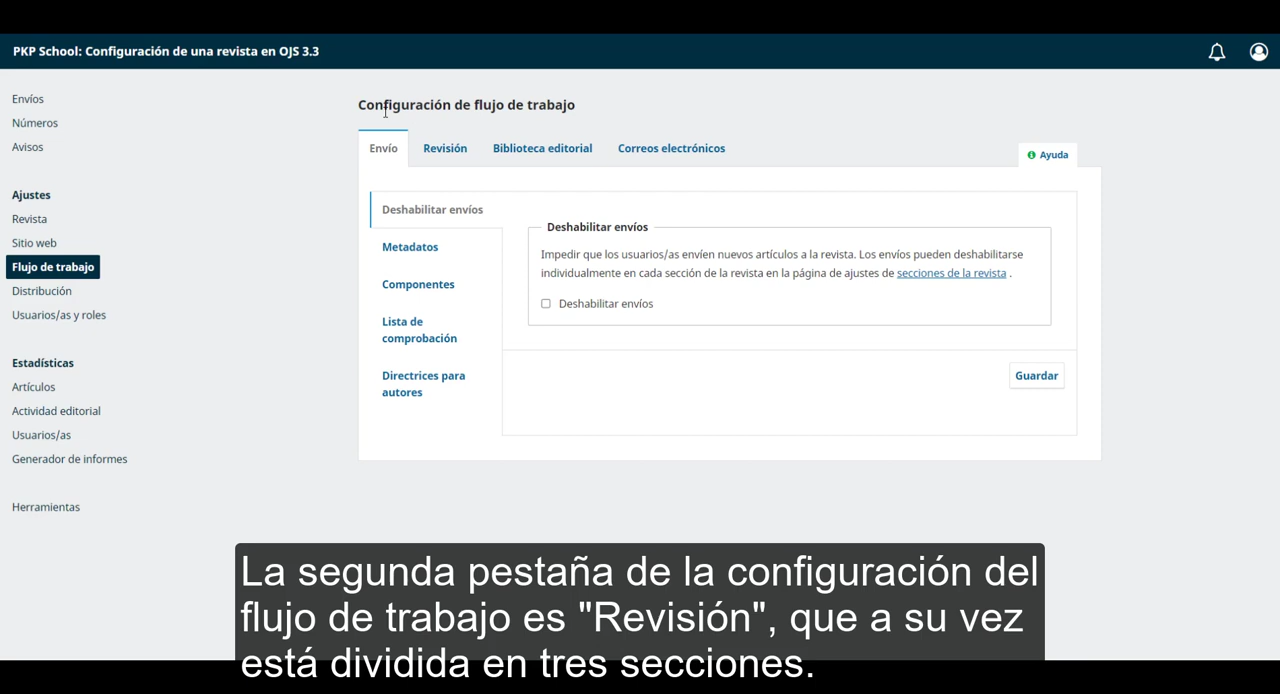 PKP School: Configuración de una revista en OJS 3.3
Envíos
Números
Avisos
Ajustes
Revista
Sitio web
Flujo de trabajo
Distribución
Usuarios/as y roles
Estadísticas
Artículos
Actividad editorial
Usuarios/as
Generador de informes
Herramientas
Configuración de flujo de trabajo
Envío
Revisión
Biblioteca editorial
Correos electrónicos
Ayuda
Deshabilitar envíos
Metadatos
Componentes
Lista de
comprobación
Directrices para
autores
Deshabilitar envíos
Impedir que los usuarios/as envíen nuevos artículos a la revista. Los envíos pueden deshabilitarse
individualmente en cada sección de la revista en la página de ajustes de secciones de la revista .
Deshabilitar envíos
Guardar
La segunda pestaña de la configuración del
flujo de trabajo es "Revisión", que a su vez
está dividida en tres secciones.